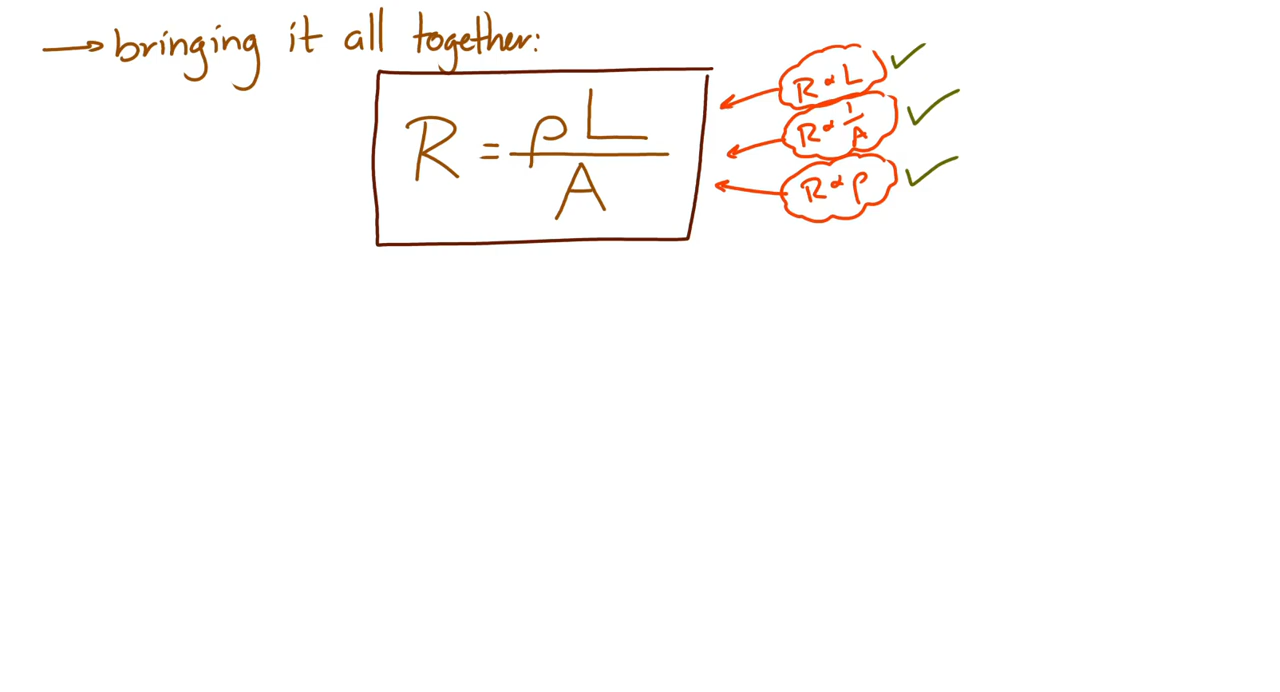 → bringing it all together:
R = ρL/A
R ∝ L ✓
R ∝ 1/A ✓
R ∝ ρ ✓